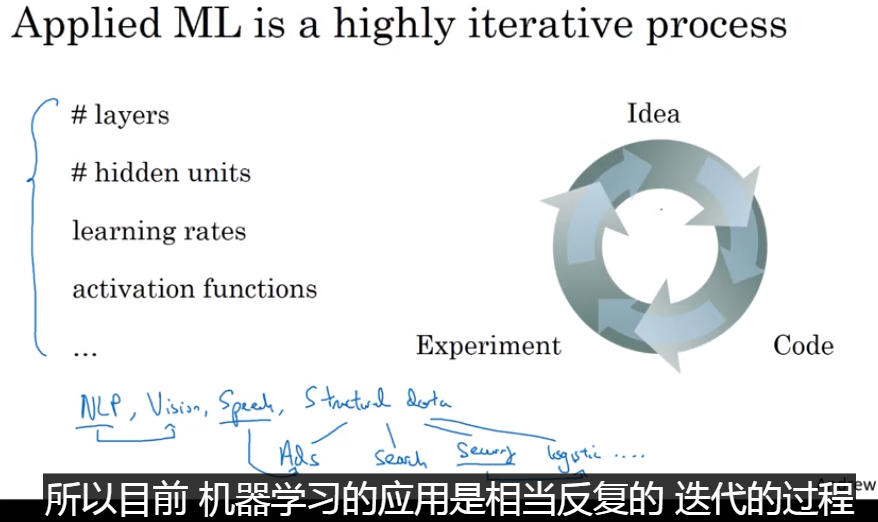 Applied ML is a highly iterative process
# layers
# hidden units
learning rates
activation functions
...
Idea
Experiment
Code
NLP, Vision, Speech, Structural data
Ads search Security logistic ....
所以目前 机器学习的应用是相当反复的 迭代的过程